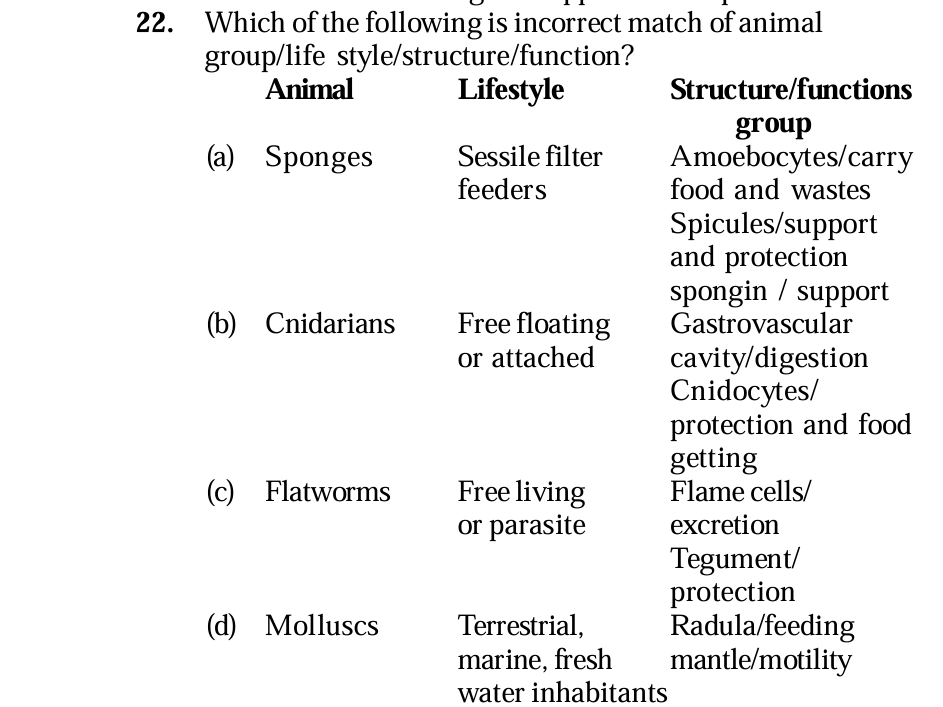 22. Which of the following is incorrect match of animal
group/life style/structure/function?
Animal Lifestyle Structure/functions
group
(a) Sponges Sessile filter Amoebocytes/carry
feeders food and wastes
Spicules/support
and protection
spongin / support
(b) Cnidarians Free floating Gastrovascular
or attached cavity/digestion
Cnidocytes/
protection and food
getting
(c) Flatworms Free living Flame cells/
or parasite excretion
Tegument/
protection
(d) Molluscs Terrestrial, Radula/feeding
marine, fresh mantle/motility
water inhabitants